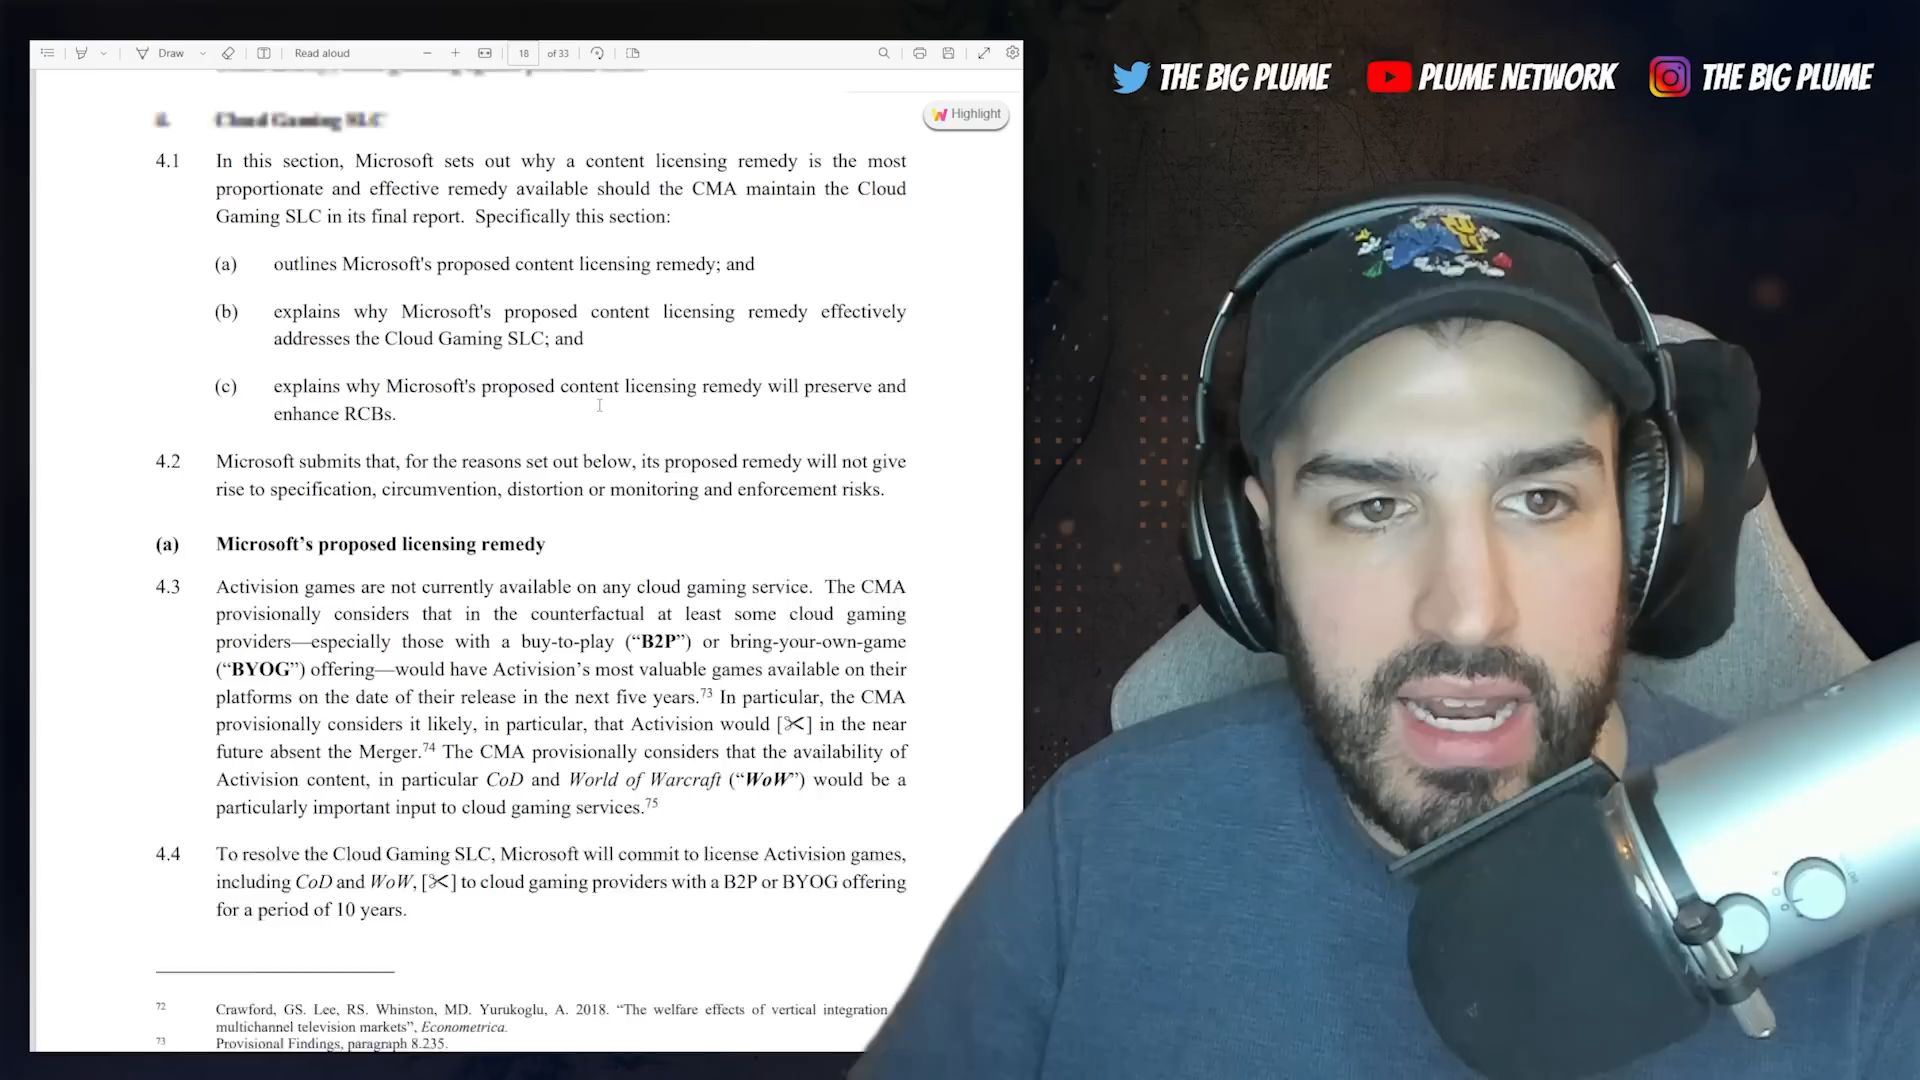 Draw
Read aloud
18 of 33
THE BIG PLUME
PLUME NETWORK
THE BIG PLUME
4. Cloud Gaming SLC
Highlight
4.1 In this section, Microsoft sets out why a content licensing remedy is the most
proportionate and effective remedy available should the CMA maintain the Cloud
Gaming SLC in its final report. Specifically this section:
(a) outlines Microsoft's proposed content licensing remedy; and
(b) explains why Microsoft's proposed content licensing remedy effectively
addresses the Cloud Gaming SLC; and
(c) explains why Microsoft's proposed content licensing remedy will preserve and
enhance RCBs.
4.2 Microsoft submits that, for the reasons set out below, its proposed remedy will not give
rise to specification, circumvention, distortion or monitoring and enforcement risks.
(a) Microsoft's proposed licensing remedy
4.3 Activision games are not currently available on any cloud gaming service. The CMA
provisionally considers that in the counterfactual at least some cloud gaming
providers—especially those with a buy-to-play (“B2P”) or bring-your-own-game
(“BYOG”) offering—would have Activision’s most valuable games available on their
platforms on the date of their release in the next five years.73 In particular, the CMA
provisionally considers it likely, in particular, that Activision would [✂] in the near
future absent the Merger.74 The CMA provisionally considers that the availability of
Activision content, in particular CoD and World of Warcraft (“WoW”) would be a
particularly important input to cloud gaming services.75
4.4 To resolve the Cloud Gaming SLC, Microsoft will commit to license Activision games,
including CoD and WoW, [✂] to cloud gaming providers with a B2P or BYOG offering
for a period of 10 years.
72 Crawford, GS. Lee, RS. Whinston, MD. Yurukoglu, A. 2018. “The welfare effects of vertical integration
multichannel television markets”, Econometrica.
73 Provisional Findings, paragraph 8.235.